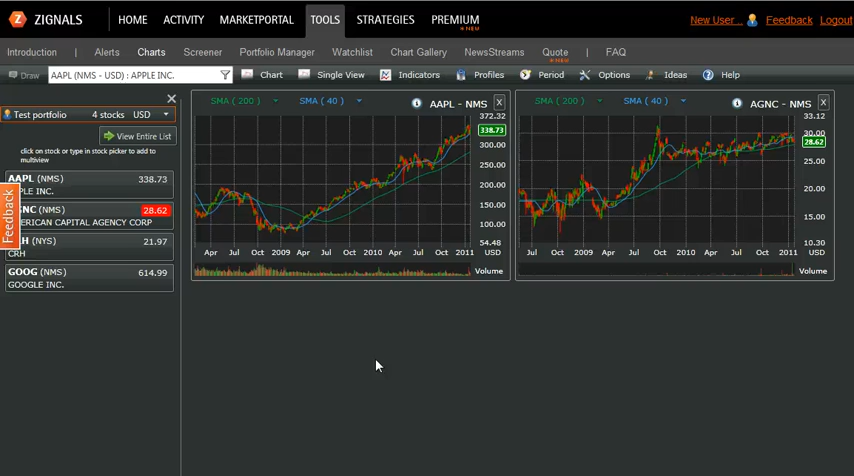 Z ZIGNALS HOME ACTIVITY MARKETPORTAL TOOLS STRATEGIES PREMIUM New User... Feedback Logout
NEU
Introduction | Alerts Charts Screener Portfolio Manager Watchlist Chart Gallery NewsStreams Quote | FAQ
NEU
Draw AAPL (NMS - USD) : APPLE INC. Chart Single View Indicators Profiles Period Options Ideas Help
Test portfolio 4 stocks USD
View Entire List
click on stock or type in stock picker to add to
multiview
AAPL (NMS) 338.73
PLE INC.
GNC (NMS) 28.62
MERICAN CAPITAL AGENCY CORP
H (NYS) 21.97
CRH
GOOG (NMS) 614.99
GOOGLE INC.
Feedback
SMA ( 200 ) SMA ( 40 ) AAPL - NMS X
372.32
338.73
300.00
250.00
200.00
150.00
100.00
54.48
Apr Jul Oct 2009 Apr Jul Oct 2010 Apr Jul Oct 2011 USD
Volume
SMA ( 200 ) SMA ( 40 ) AGNC - NMS X
33.12
30.00
28.62
25.00
20.00
15.00
10.30
Jul Oct 2009 Apr Jul Oct 2010 Apr Jul Oct 2011 USD
Volume